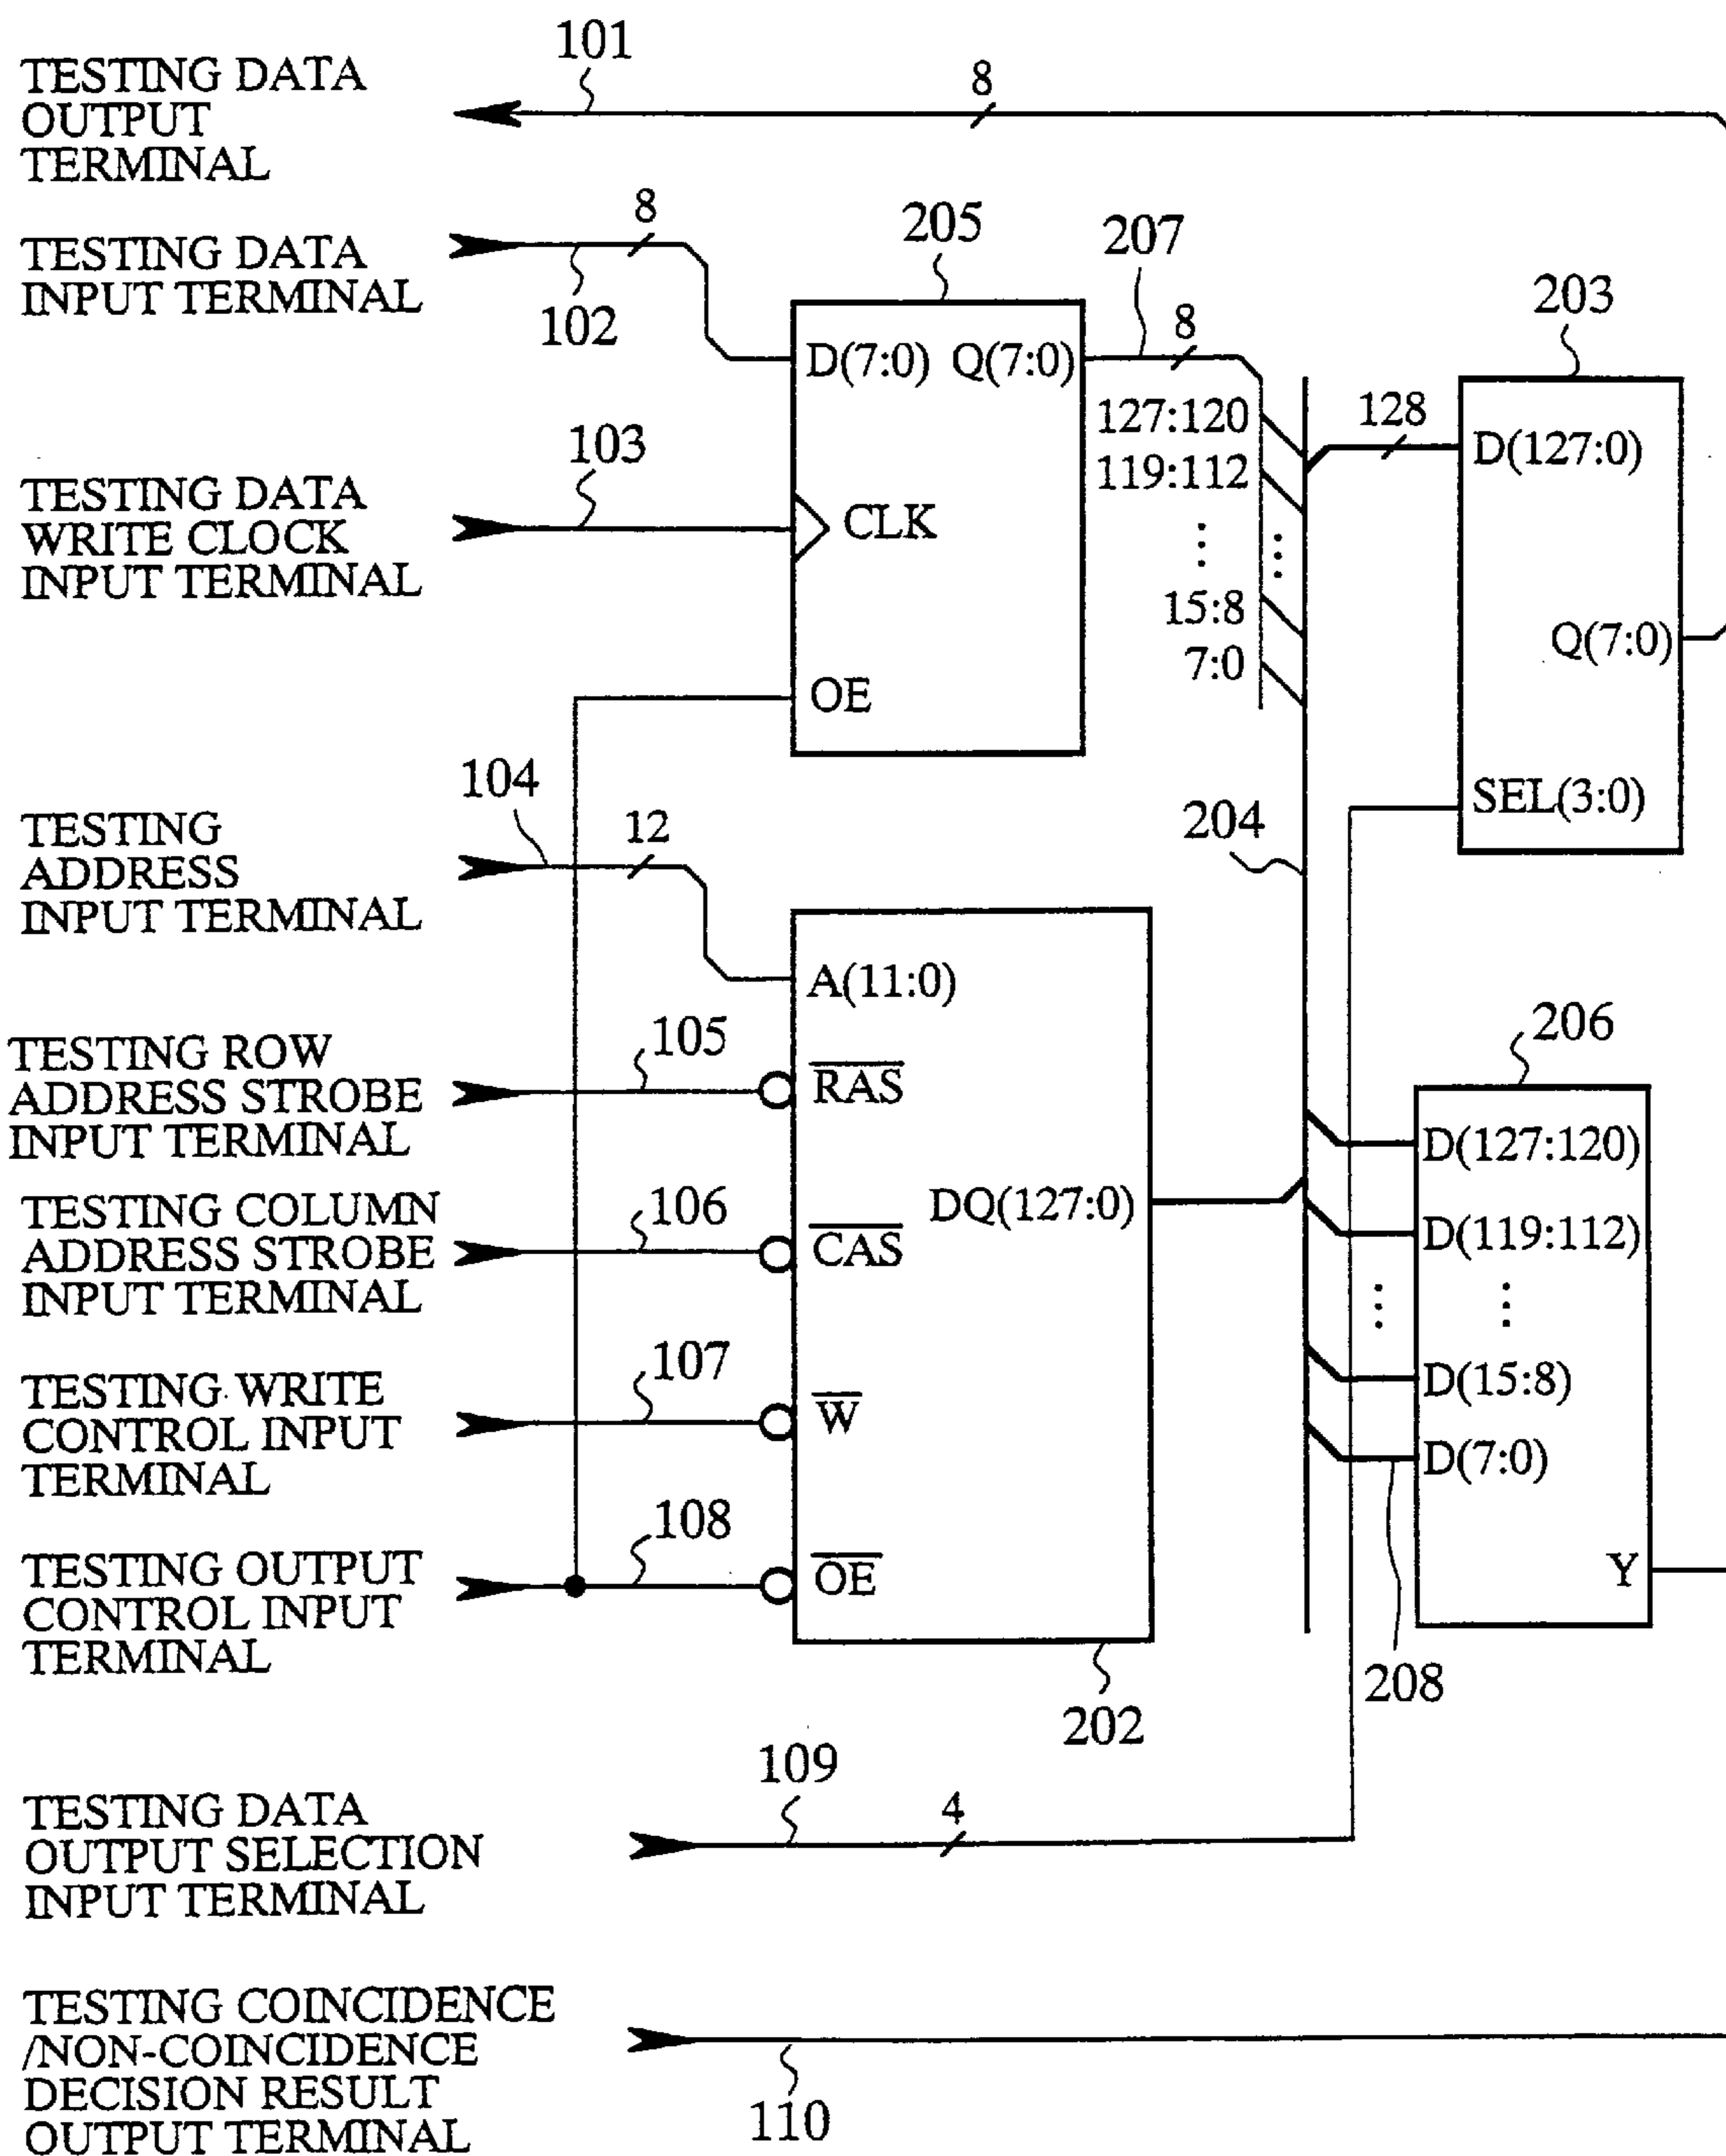 101
8
TESTING DATA
OUTPUT
TERMINAL
8
TESTING DATA
INPUT TERMINAL
102
205
207
8
203
D(7:0)
Q(7:0)
127:120
119:112
⋮
⋮
15:8
7:0
128
D(127:0)
Q(7:0)
SEL(3:0)
103
TESTING DATA
WRITE CLOCK
INPUT TERMINAL
CLK
OE
104
12
TESTING
ADDRESS
INPUT TERMINAL
204
A(11:0)
TESTING ROW
ADDRESS STROBE
INPUT TERMINAL
105
R̅A̅S̅
206
D(127:120)
D(119:112)
⋮
⋮
D(15:8)
D(7:0)
Y
208
TESTING COLUMN
ADDRESS STROBE
INPUT TERMINAL
106
C̅A̅S̅
DQ(127:0)
TESTING WRITE
CONTROL INPUT
TERMINAL
107
W̅
TESTING OUTPUT
CONTROL INPUT
TERMINAL
108
O̅E̅
202
109
4
TESTING DATA
OUTPUT SELECTION
INPUT TERMINAL
TESTING COINCIDENCE
/NON-COINCIDENCE
DECISION RESULT
OUTPUT TERMINAL
110